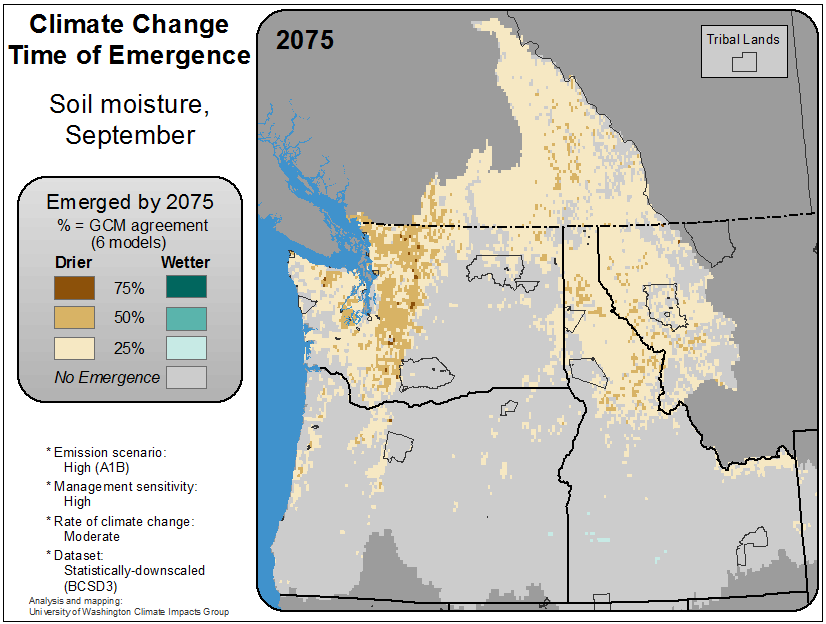 Climate Change
Time of Emergence
Soil moisture,
September
Emerged by 2075
% = GCM agreement
(6 models)
Drier Wetter
75%
50%
25%
No Emergence
* Emission scenario:
High (A1B)
* Management sensitivity:
High
* Rate of climate change:
Moderate
* Dataset:
Statistically-downscaled
(BCSD3)
Analysis and mapping:
University of Washington Climate Impacts Group
2075
Tribal Lands